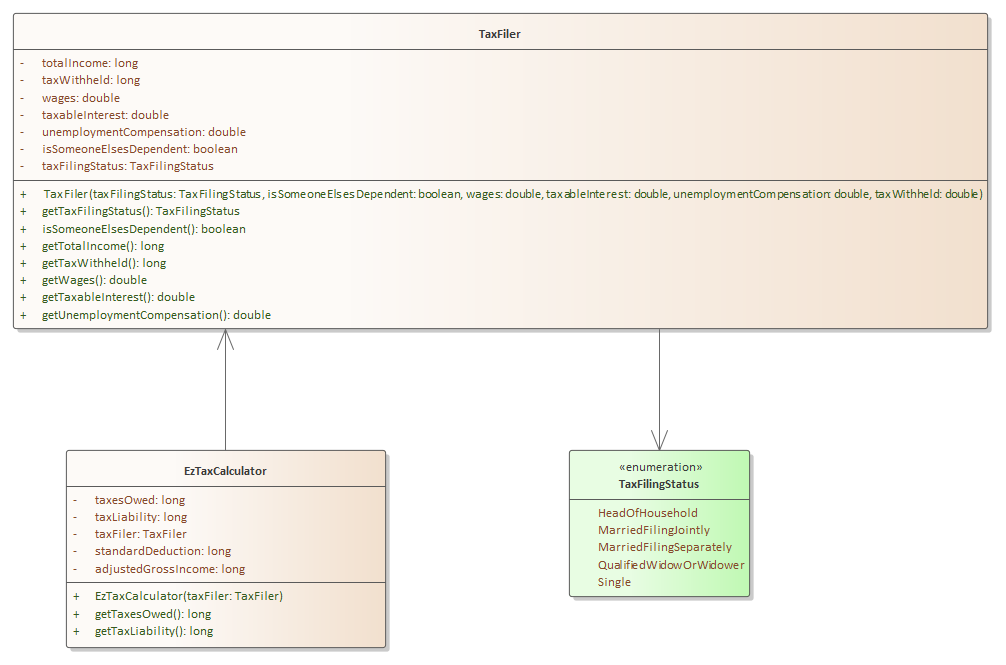 TaxFiler
- totalIncome: long
- taxWithheld: long
- wages: double
- taxableInterest: double
- unemploymentCompensation: double
- isSomeoneElsesDependent: boolean
- taxFilingStatus: TaxFilingStatus
+ TaxFiler(taxFilingStatus: TaxFilingStatus, isSomeoneElsesDependent: boolean, wages: double, taxableInterest: double, unemploymentCompensation: double, taxWithheld: double)
+ getTaxFilingStatus(): TaxFilingStatus
+ isSomeoneElsesDependent(): boolean
+ getTotalIncome(): long
+ getTaxWithheld(): long
+ getWages(): double
+ getTaxableInterest(): double
+ getUnemploymentCompensation(): double
EzTaxCalculator
- taxesOwed: long
- taxLiability: long
- taxFiler: TaxFiler
- standardDeduction: long
- adjustedGrossIncome: long
+ EzTaxCalculator(taxFiler: TaxFiler)
+ getTaxesOwed(): long
+ getTaxLiability(): long
«enumeration»
TaxFilingStatus
HeadOfHousehold
MarriedFilingJointly
MarriedFilingSeparately
QualifiedWidowOrWidower
Single